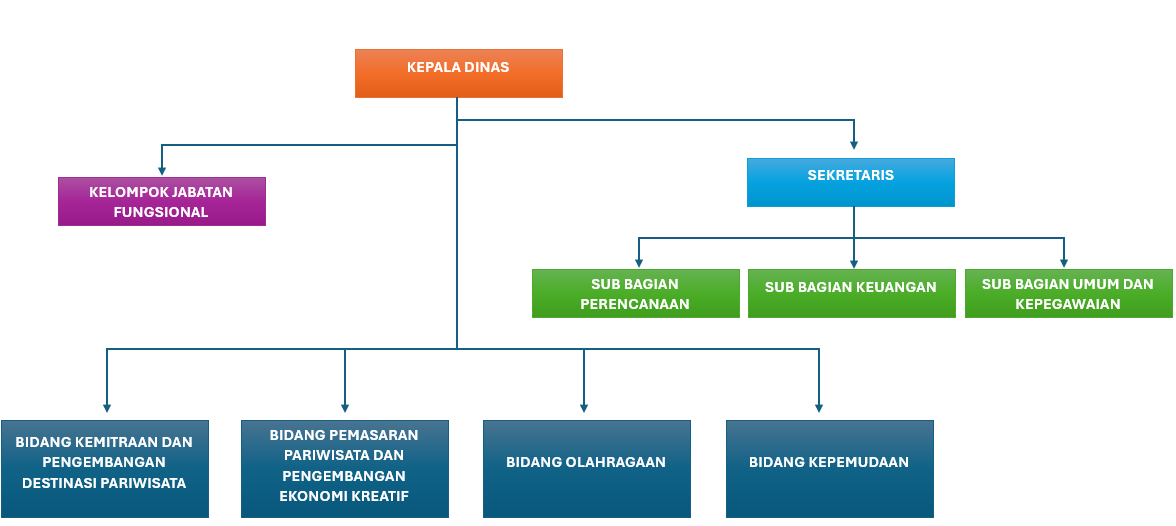 KEPALA DINAS
SEKRETARIS
KELOMPOK JABATAN
FUNGSIONAL
SUB BAGIAN
PERENCANAAN
SUB BAGIAN KEUANGAN
SUB BAGIAN UMUM DAN
KEPEGAWAIAN
BIDANG KEMITRAAN DAN
PENGEMBANGAN
DESTINASI PARIWISATA
BIDANG PEMASARAN
PARIWISATA DAN
PENGEMBANGAN
EKONOMI KREATIF
BIDANG OLAHRAGAAN
BIDANG KEPEMUDAAN